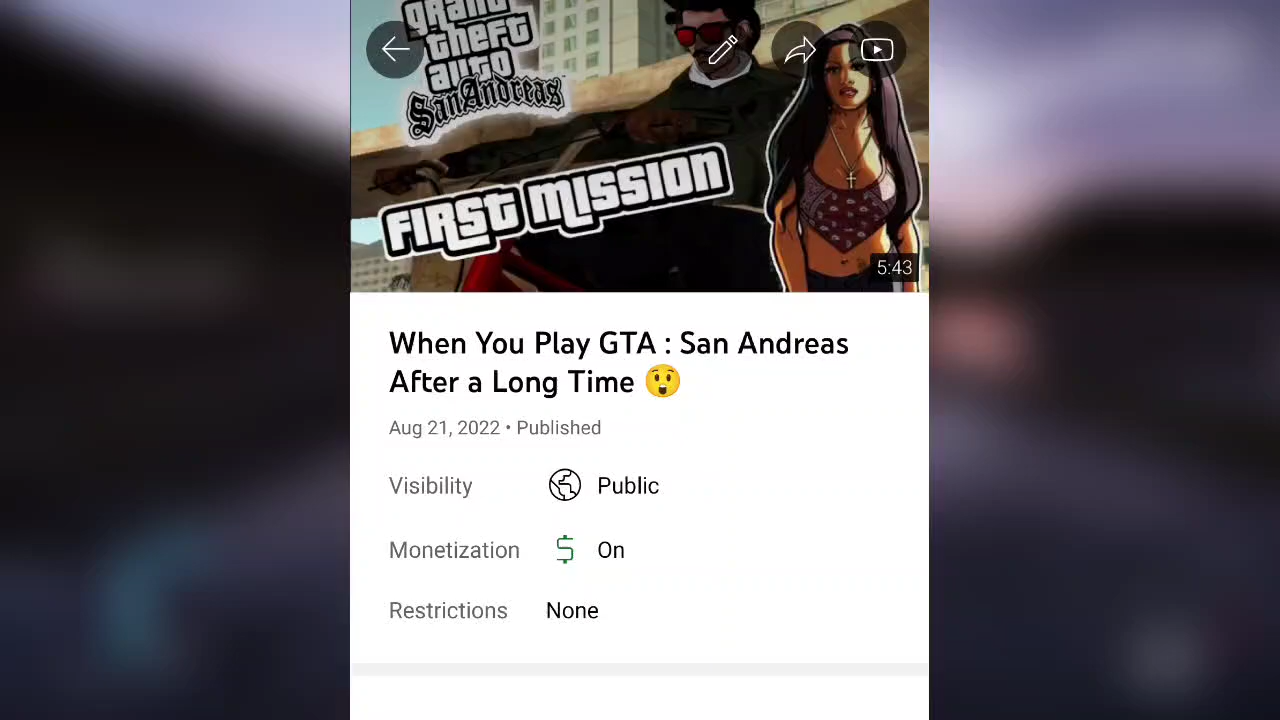 grand
theft
auto
San Andreas
FIRST MISSION
5:43
When You Play GTA : San Andreas
After a Long Time 😲
Aug 21, 2022 • Published
Visibility Public
Monetization $ On
Restrictions None